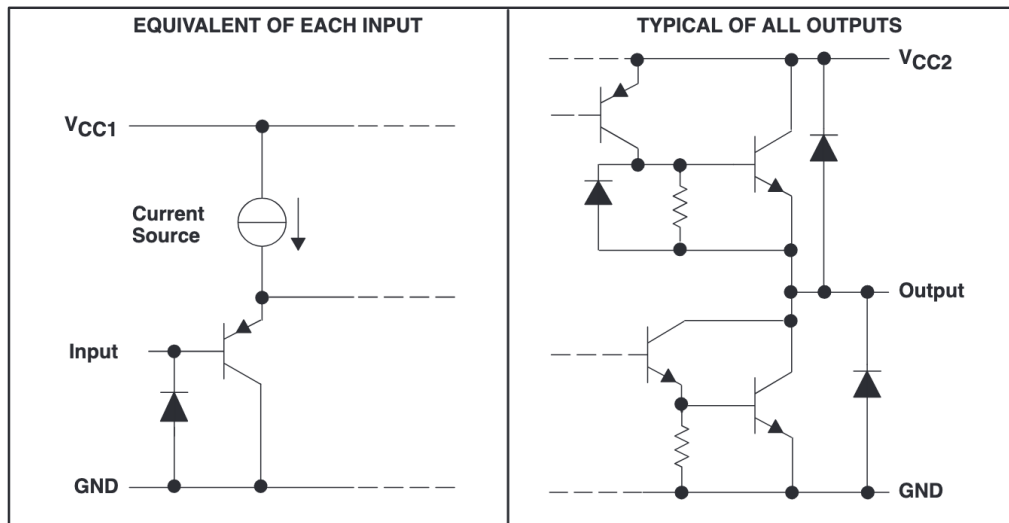 EQUIVALENT OF EACH INPUT
VCC1
Current
Source
Input
GND
TYPICAL OF ALL OUTPUTS
VCC2
Output
GND